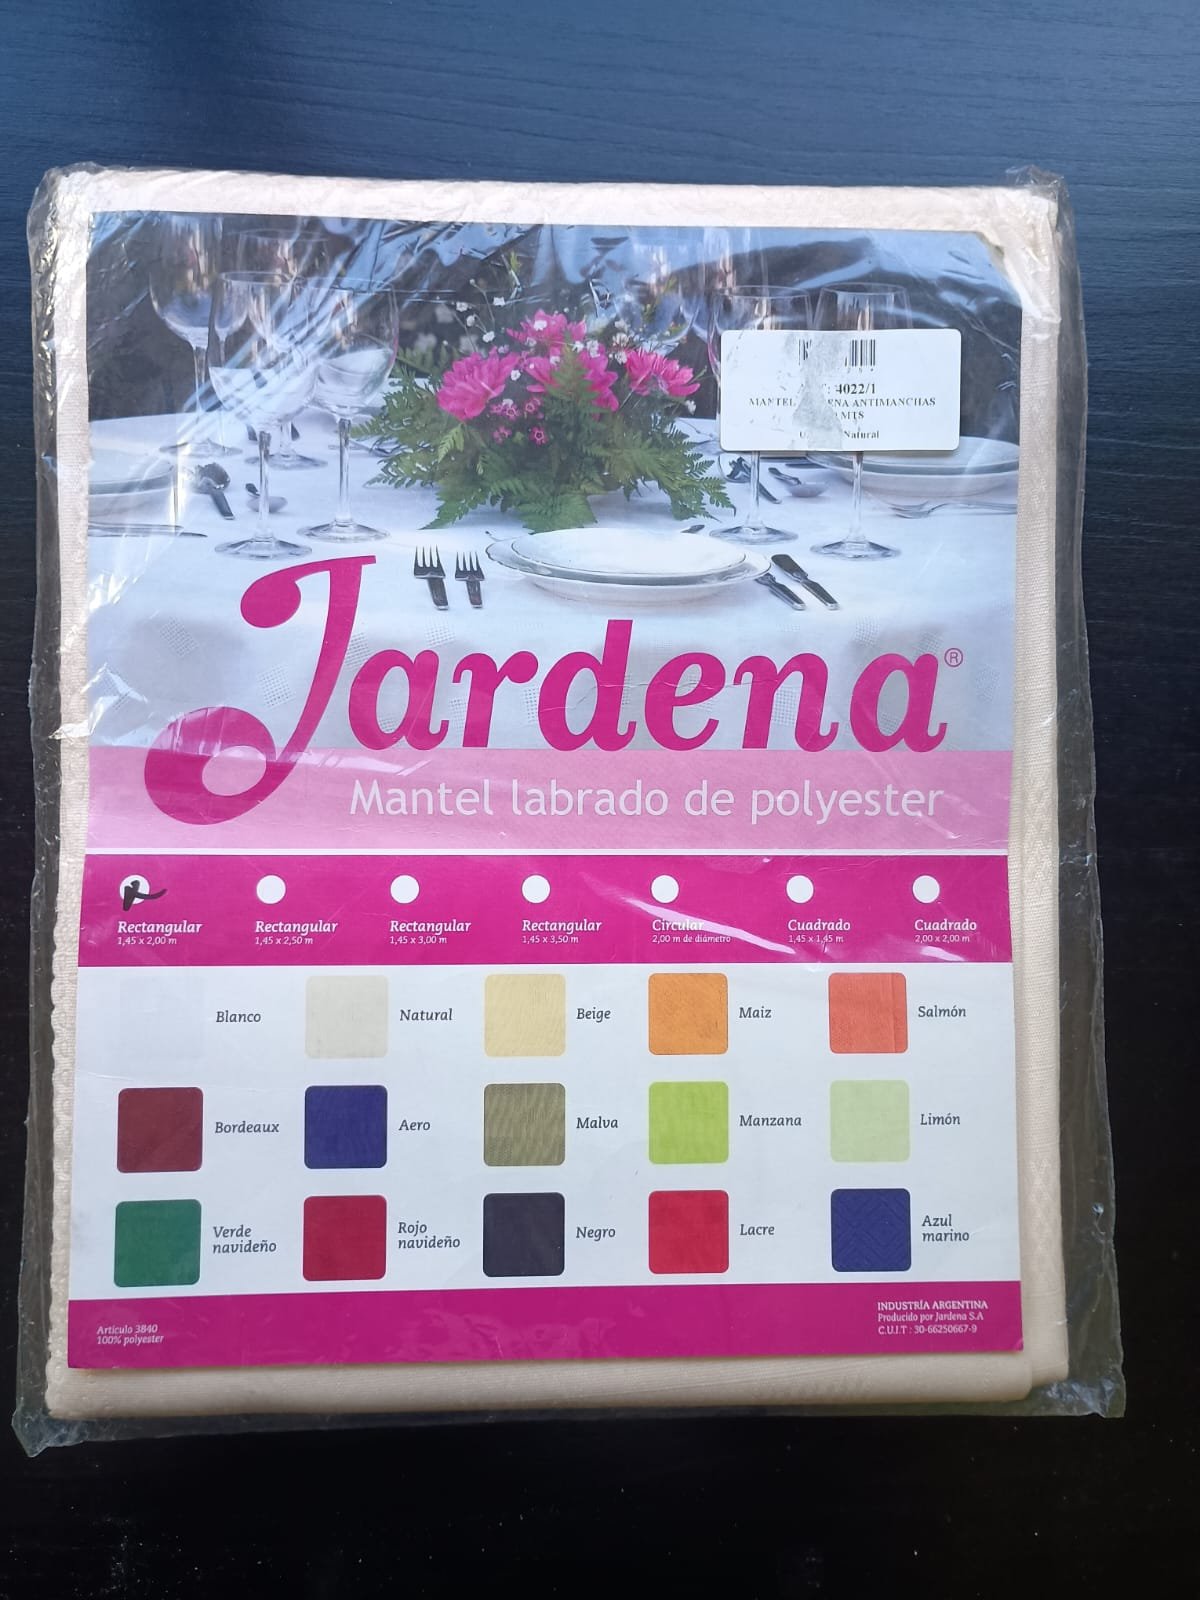 4022/1
MANTEL ANTIMANCHAS
MTS
Natural
Jardena®
Mantel labrado de polyester
Rectangular
1,45 x 2,00 m
Rectangular
1,45 x 2,50 m
Rectangular
1,45 x 3,00 m
Rectangular
1,45 x 3,50 m
Circular
2,00 m de diámetro
Cuadrado
1,45 x 1,45 m
Cuadrado
2,00 x 2,00 m
Blanco
Natural
Beige
Maiz
Salmón
Bordeaux
Aero
Malva
Manzana
Limón
Verde
navideño
Rojo
navideño
Negro
Lacre
Azul
marino
Artículo 3840
100% polyester
INDUSTRÍA ARGENTINA
Producido por Jardena S.A
C.U.I.T : 30-66250667-9